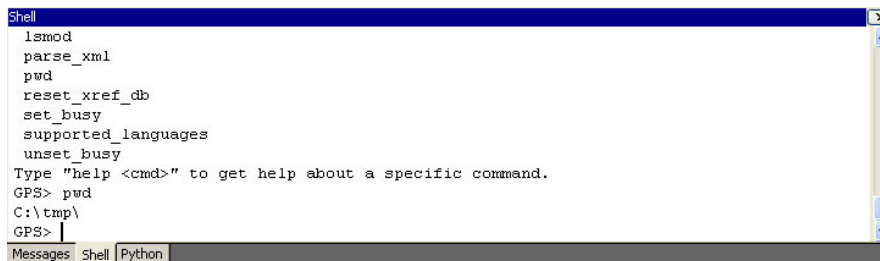 Shell
lsmod
parse_xml
pwd
reset_xref_db
set_busy
supported_languages
unset_busy
Type "help <cmd>" to get help about a specific command.
GPS> pwd
C:\tmp\
GPS>
Messages Shell Python